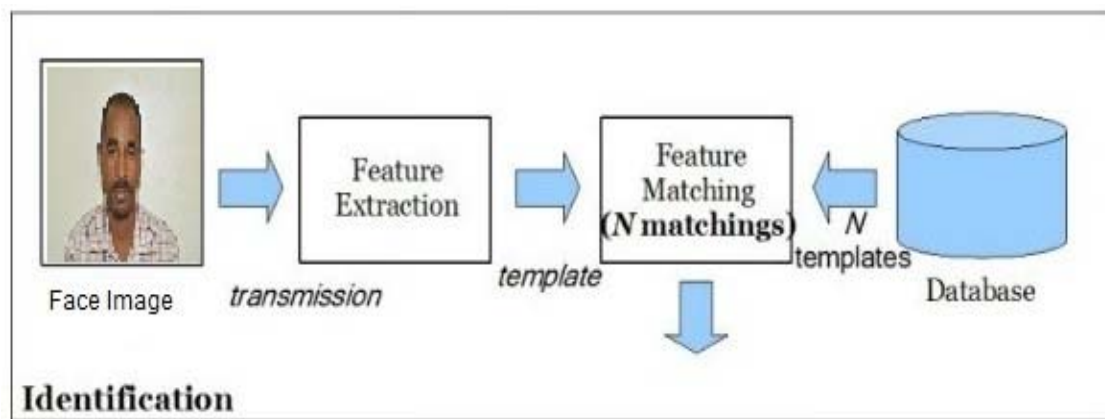 Face Image
transmission
Feature
Extraction
template
Feature
Matching
(N matchings)
N
templates
Database
Identification